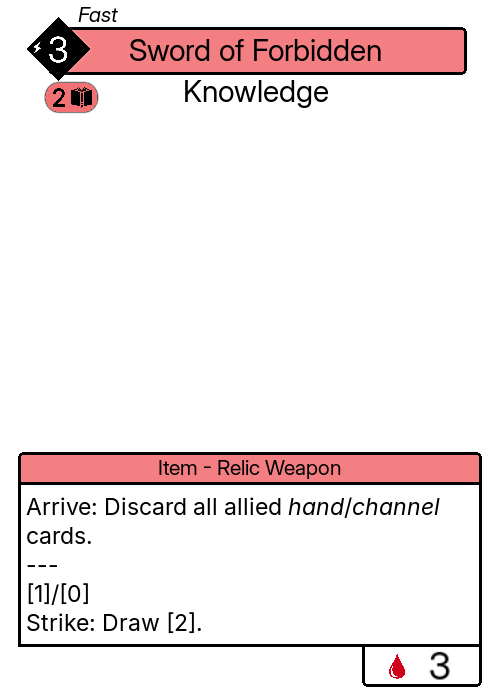 Fast
3
Sword of Forbidden
Knowledge
2
Item - Relic Weapon
Arrive: Discard all allied hand/channel
cards.
---
[1]/[0]
Strike: Draw [2].
3